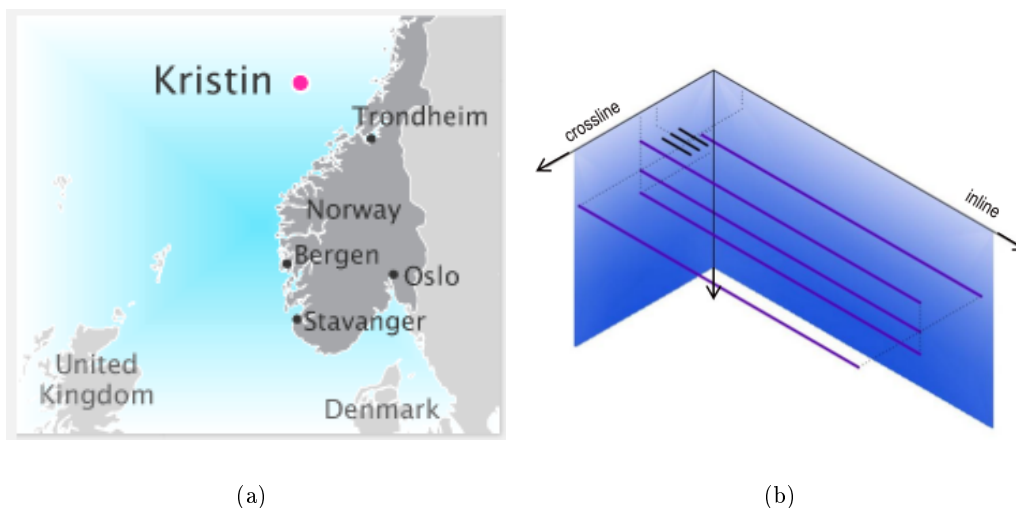 Kristin
Trondheim
Norway
Bergen
Oslo
Stavanger
United
Kingdom
Denmark
crossline
inline
(a)
(b)